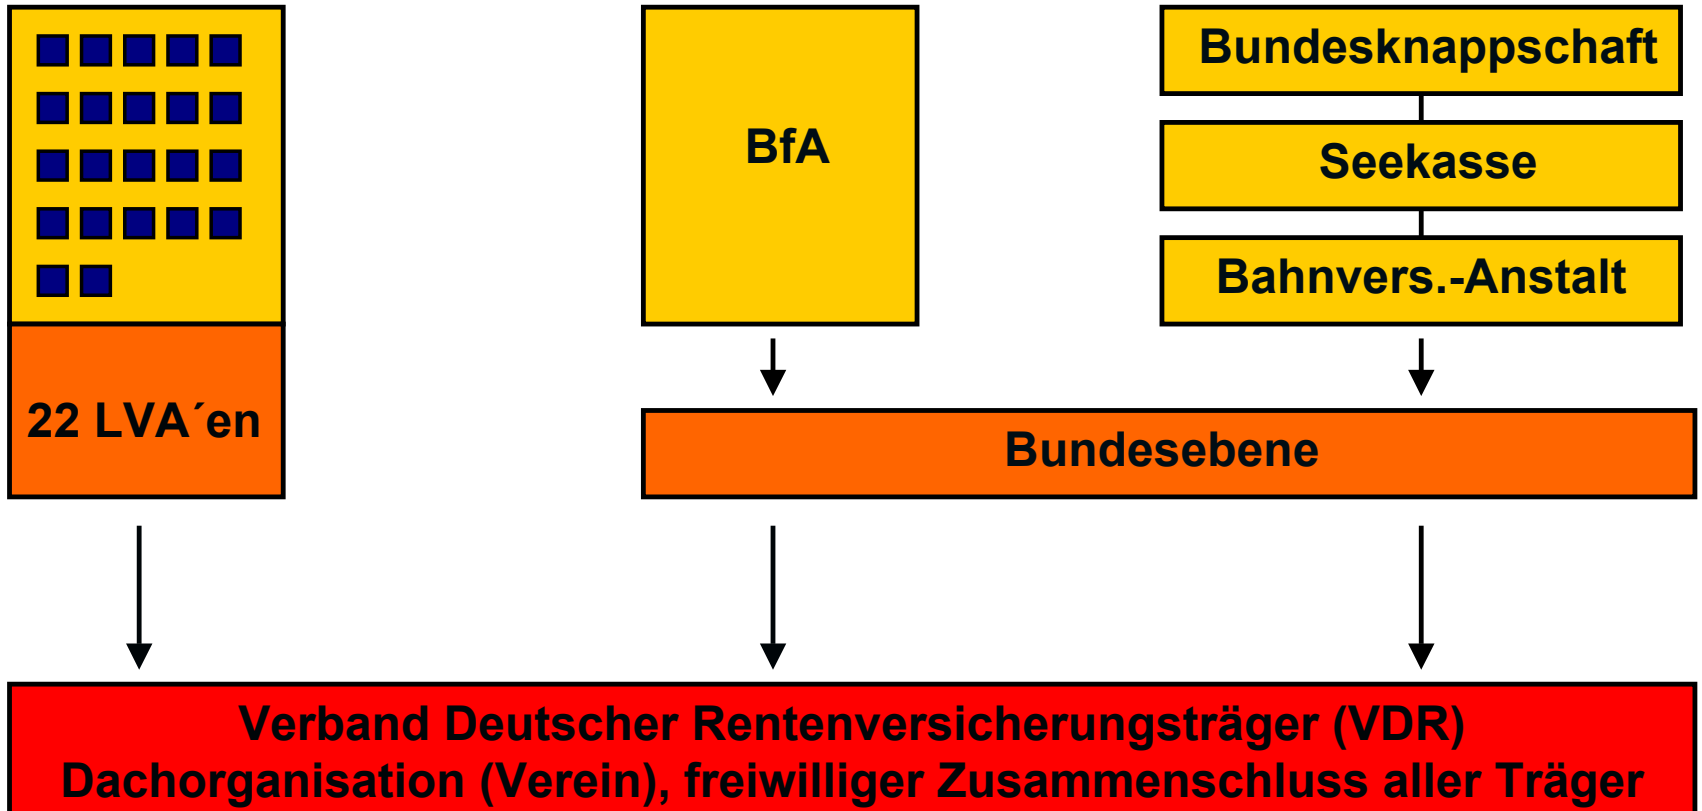 22 LVA´en
BfA
Bundesknappschaft
Seekasse
Bahnvers.-Anstalt
Bundesebene
Verband Deutscher Rentenversicherungsträger (VDR)
Dachorganisation (Verein), freiwilliger Zusammenschluss aller Träger